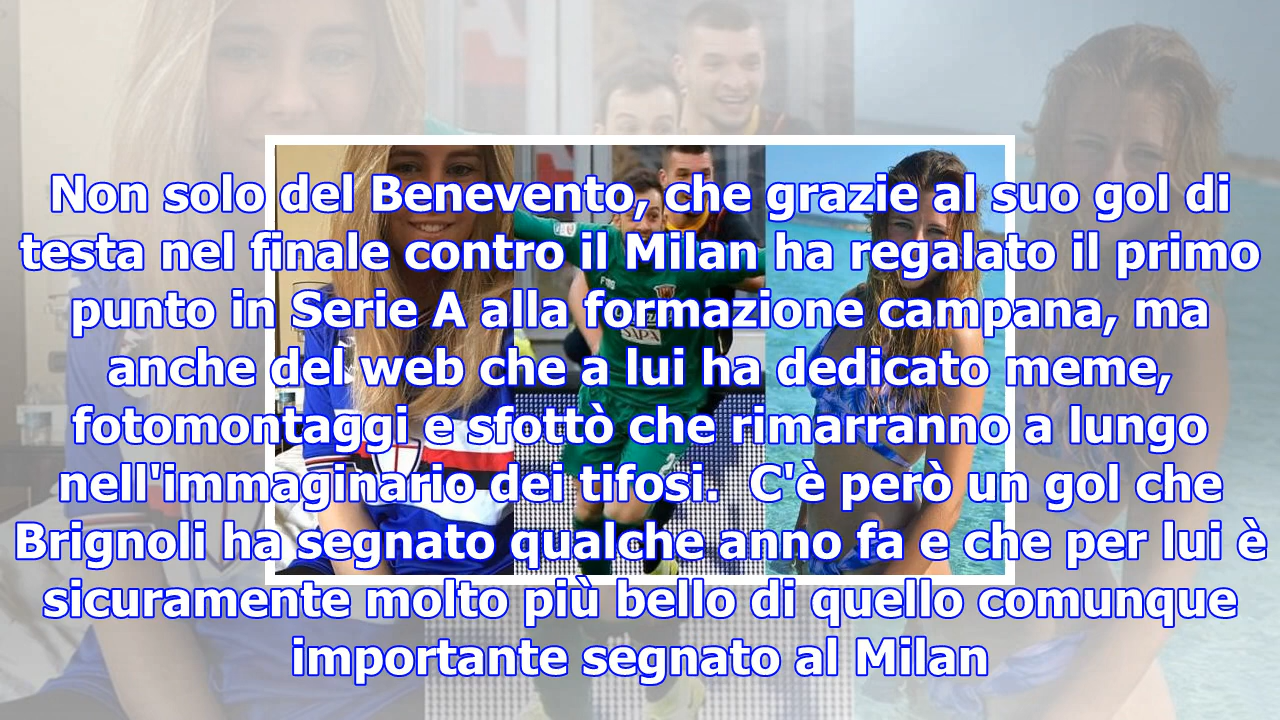 Non solo del Benevento, che grazie al suo gol di
testa nel finale contro il Milan ha regalato il primo
punto in Serie A alla formazione campana, ma
anche del web che a lui ha dedicato meme,
fotomontaggi e sfottò che rimarranno a lungo
nell'immaginario dei tifosi.  C'è però un gol che
Brignoli ha segnato qualche anno fa e che per lui è
sicuramente molto più bello di quello comunque
importante segnato al Milan